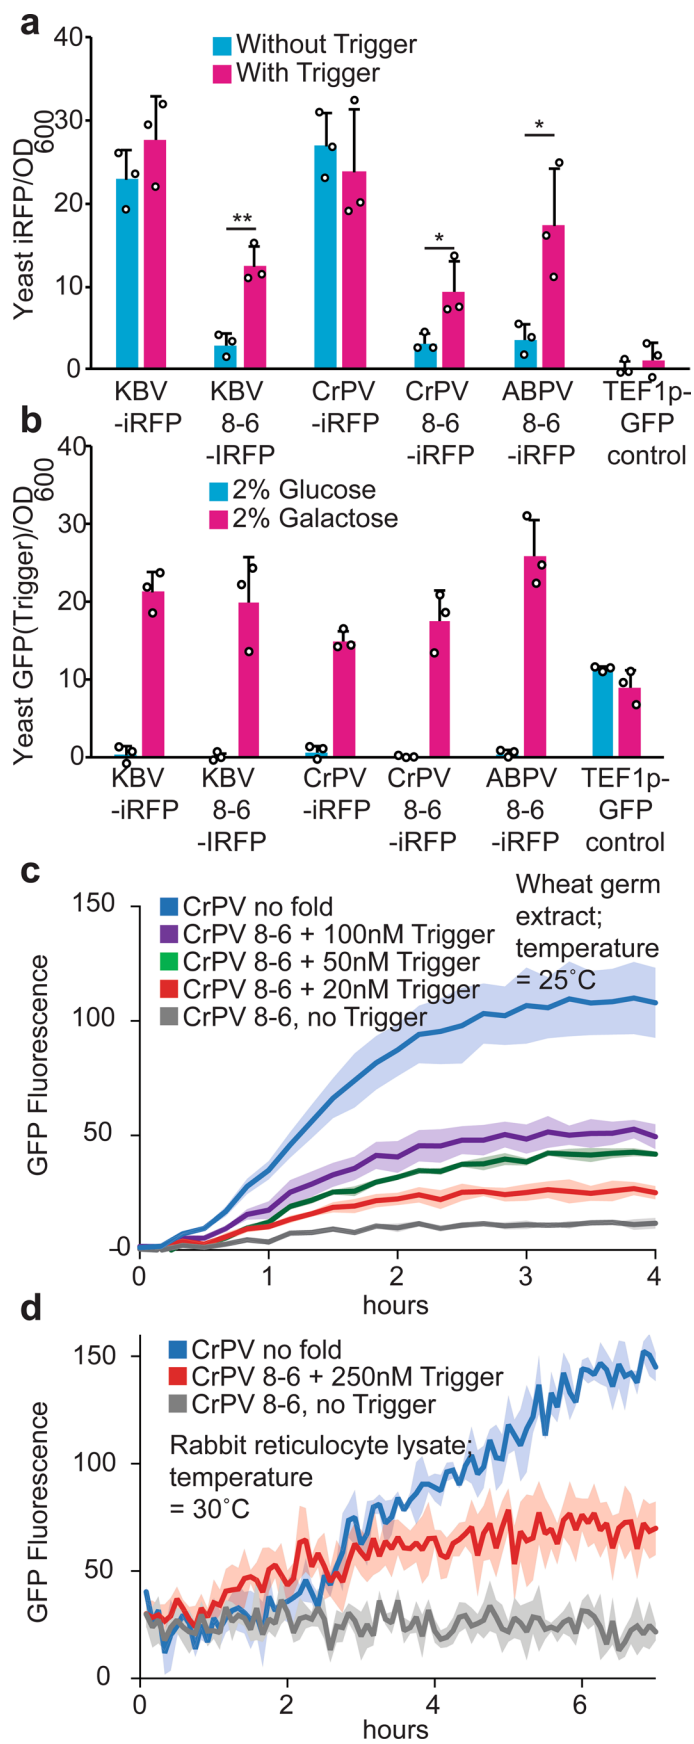 a
40
30
20
10
0
Yeast iRFP/OD600
Without Trigger
With Trigger
**
*
*
KBV
-iRFP
KBV
8-6
-IRFP
CrPV
-iRFP
CrPV
8-6
-iRFP
ABPV
8-6
-iRFP
TEF1p-
GFP
control
b
40
30
20
10
0
Yeast GFP(Trigger)/OD600
2% Glucose
2% Galactose
KBV
-iRFP
KBV
8-6
-IRFP
CrPV
-iRFP
CrPV
8-6
-iRFP
ABPV
8-6
-iRFP
TEF1p-
GFP
control
c
150
100
50
0
GFP Fluorescence
CrPV no fold
CrPV 8-6 + 100nM Trigger
CrPV 8-6 + 50nM Trigger
CrPV 8-6 + 20nM Trigger
CrPV 8-6, no Trigger
Wheat germ
extract;
temperature
= 25˚C
0
1
2
3
4
hours
d
150
100
50
0
GFP Fluorescence
CrPV no fold
CrPV 8-6 + 250nM Trigger
CrPV 8-6, no Trigger
Rabbit reticulocyte lysate;
temperature
= 30˚C
0
2
4
6
hours